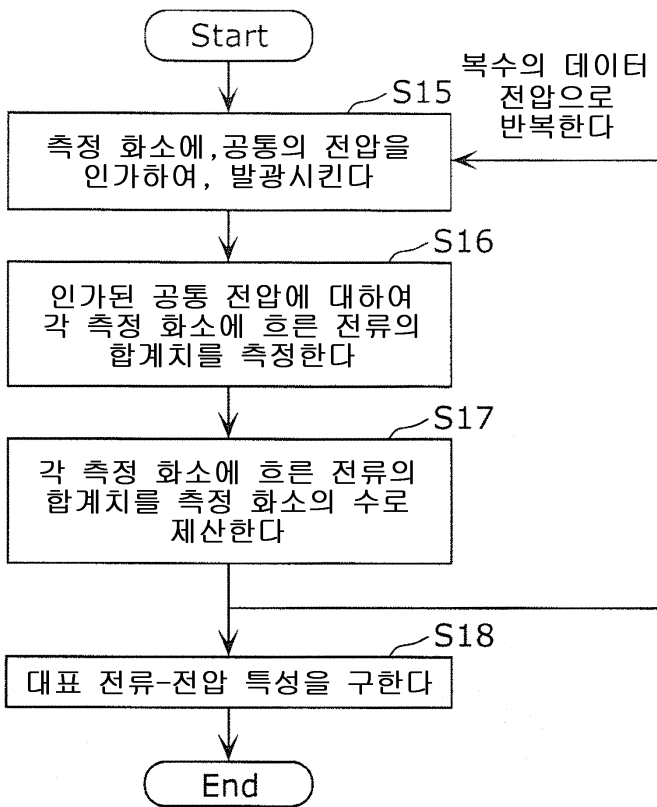 Start
복수의 데이터
전압으로
반복한다
S15
측정 화소에,공통의 전압을
인가하여, 발광시킨다
S16
인가된 공통 전압에 대하여
각 측정 화소에 흐른 전류의
합계치를 측정한다
S17
각 측정 화소에 흐른 전류의
합계치를 측정 화소의 수로
제산한다
S18
대표 전류-전압 특성을 구한다
End